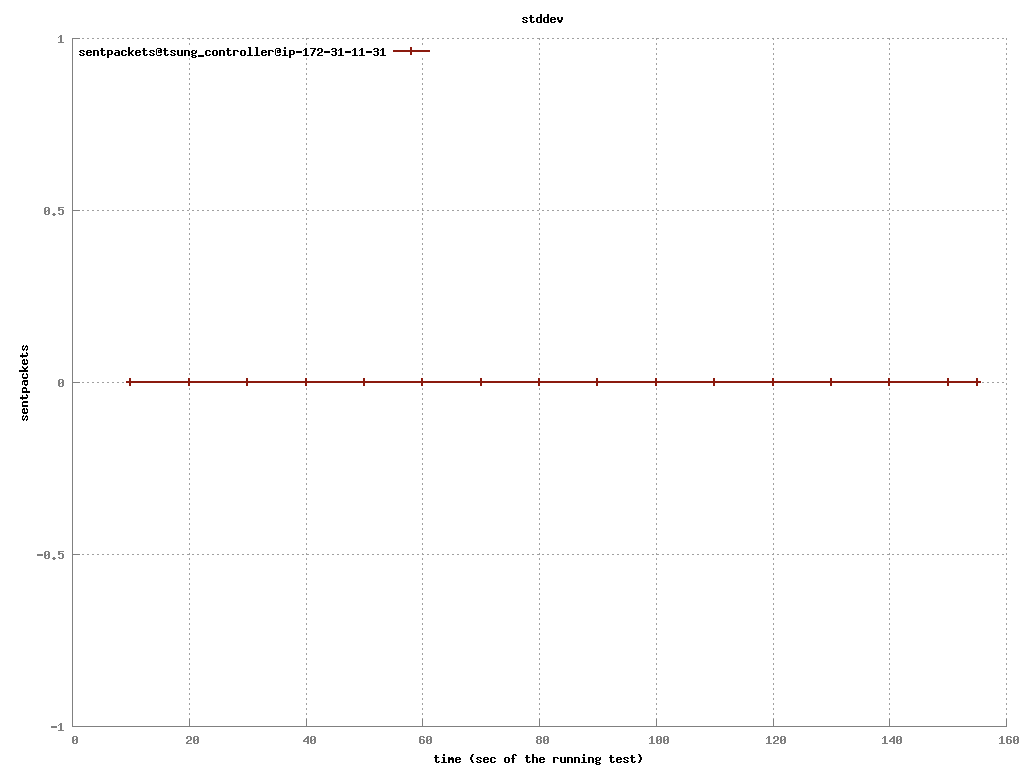 stddev
sentpackets@tsung_controller@ip-172-31-11-31
1
0.5
0
-0.5
-1
sentpackets
0 20 40 60 80 100 120 140 160
time (sec of the running test)